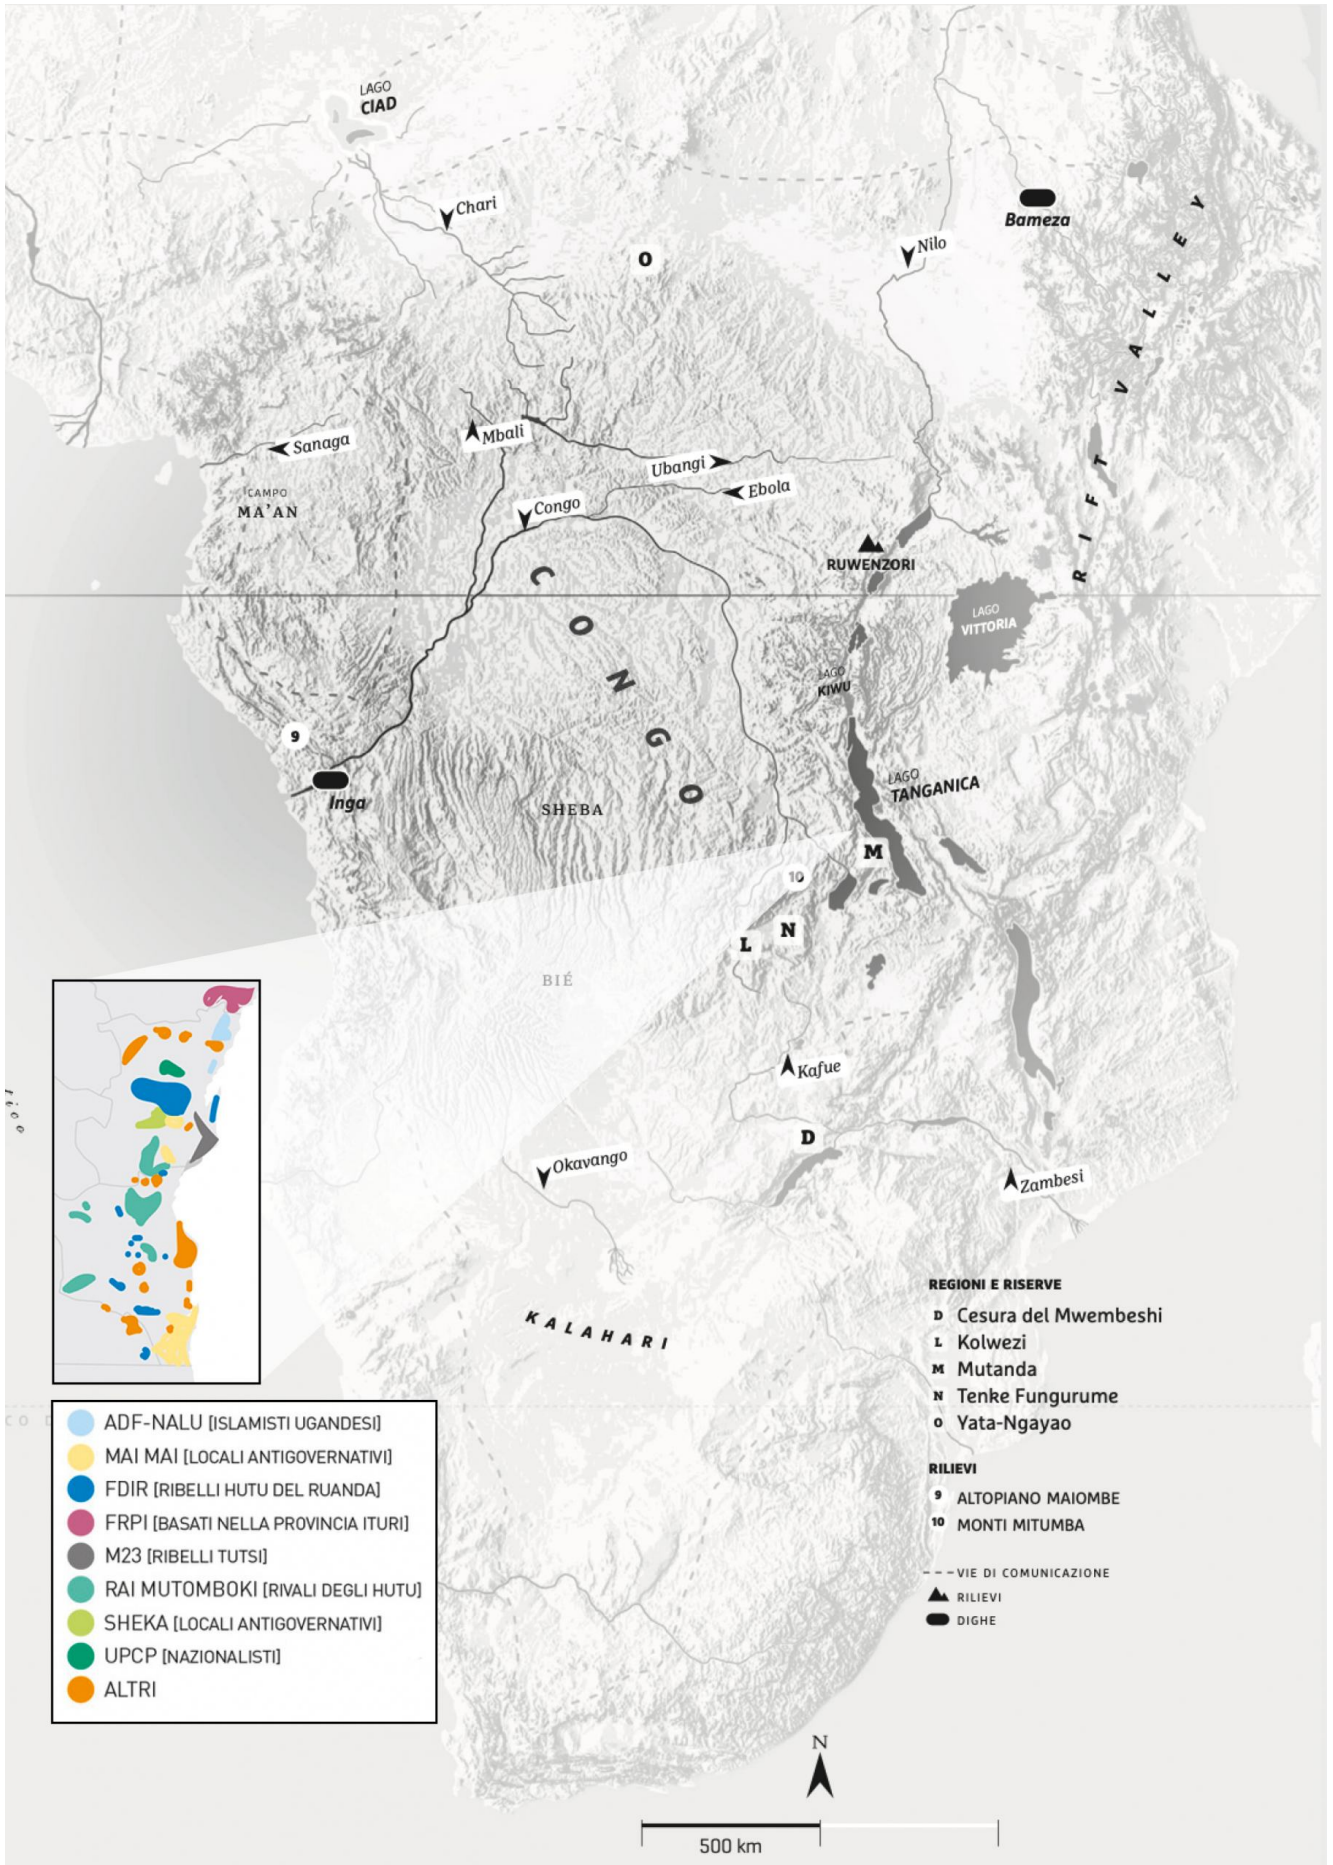 LAGO
CIAD
Chari
O
Nilo
Bameza
RIFT VALLEY
Sanaga
Mbali
Ubangi
Ebola
CAMPO
MA'AN
Congo
CONGO
RUWENZORI
LAGO
VITTORIA
LAGO
KIWU
9
Inga
SHEBA
LAGO
TANGANICA
M
10
N
L
BIÉ
Kafue
D
Okavango
Zambesi
KALAHARI
REGIONI E RISERVE
D Cesura del Mwembeshi
L Kolwezi
M Mutanda
N Tenke Fungurume
O Yata-Ngayao
RILIEVI
9 ALTOPIANO MAIOMBE
10 MONTI MITUMBA
VIE DI COMUNICAZIONE
RILIEVI
DIGHE
ADF-NALU [ISLAMISTI UGANDESI]
MAI MAI [LOCALI ANTIGOVERNATIVI]
FDIR [RIBELLI HUTU DEL RUANDA]
FRPI [BASATI NELLA PROVINCIA ITURI]
M23 [RIBELLI TUTSI]
RAI MUTOMBOKI [RIVALI DEGLI HUTU]
SHEKA [LOCALI ANTIGOVERNATIVI]
UPCP [NAZIONALISTI]
ALTRI
N
500 km